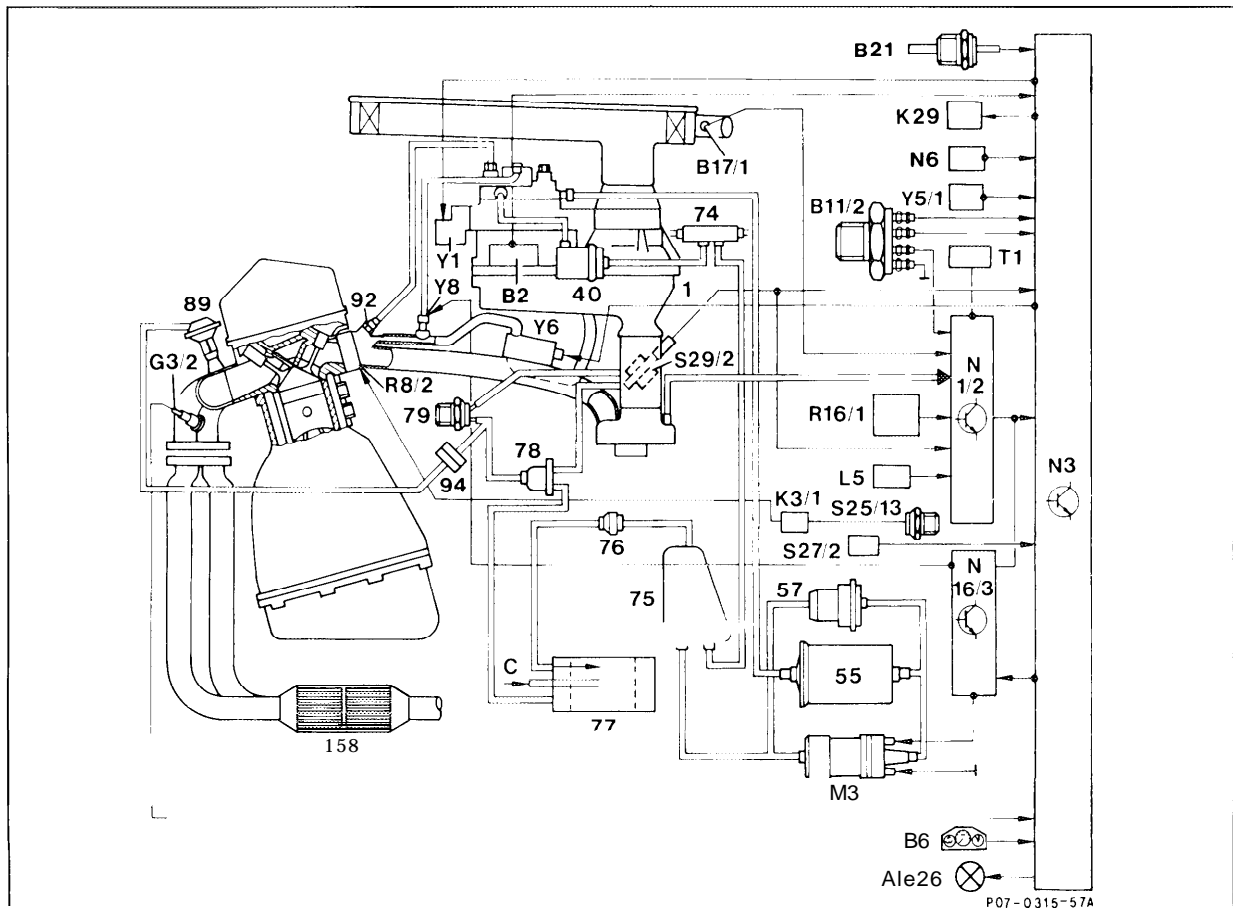 B21
K29
B17/1
N6
Y5/1
B11/2
74
T1
Y1
B2
40
1
89
92
Y8
Y6
S29/2
G3/2
R8/2
N
1/2
79
R16/1
N3
78
L5
94
K3/1
S25/13
76
S27/2
N
16/3
57
75
C
55
77
158
M3
B6
Ale26
P07-0315-57A